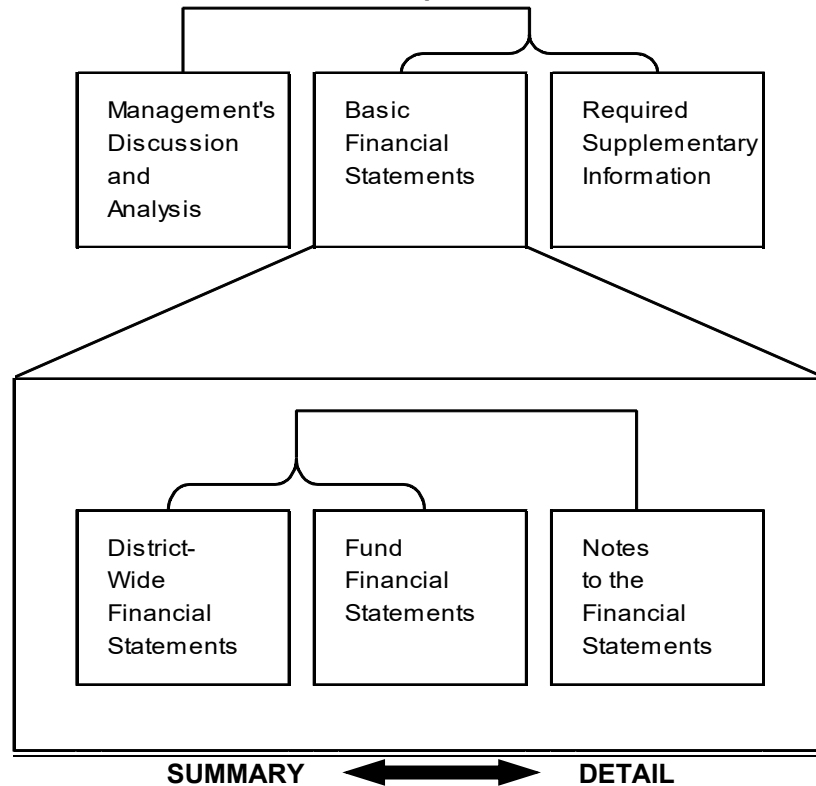 Management's
Discussion
and
Analysis
Basic
Financial
Statements
Required
Supplementary
Information
District-
Wide
Financial
Statements
Fund
Financial
Statements
Notes
to the
Financial
Statements
SUMMARY DETAIL